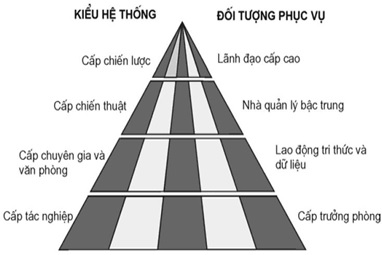 KIỂU HỆ THỐNG
ĐỐI TƯỢNG PHỤC VỤ
Cấp chiến lược
Lãnh đạo cấp cao
Cấp chiến thuật
Nhà quản lý bậc trung
Cấp chuyên gia và
văn phòng
Lao động tri thức và
dữ liệu
Cấp tác nghiệp
Cấp trưởng phòng